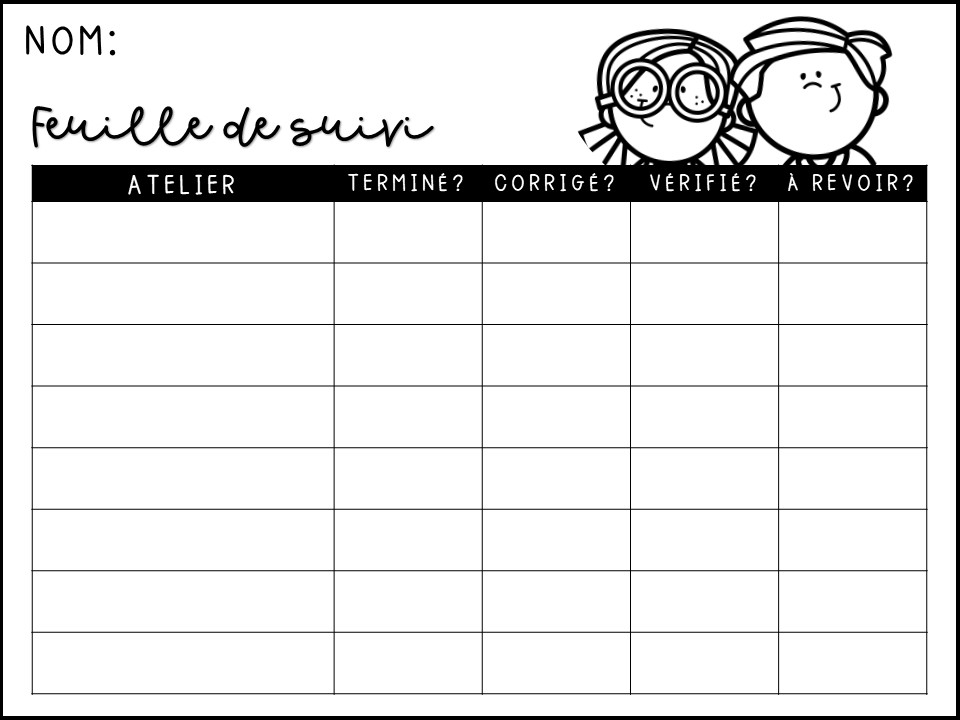 NOM:
Feuille de suivi
ATELIER TERMINÉ? CORRIGÉ? VÉRIFIÉ? À REVOIR?